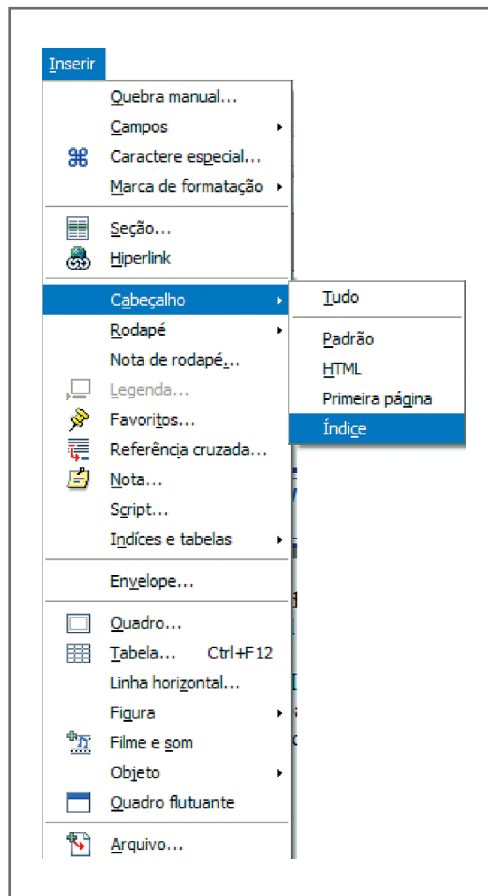 Inserir
Quebra manual...
Campos
Caractere especial...
Marca de formatação
Seção...
Hiperlink
Cabeçalho
Rodapé
Nota de rodapé...
Legenda...
Favoritos...
Referência cruzada...
Nota...
Script...
Indíces e tabelas
Envelope...
Quadro...
Tabela... Ctrl+F12
Linha horizontal...
Figura
Filme e som
Objeto
Quadro flutuante
Arquivo...
Tudo
Padrão
HTML
Primeira página
Índice